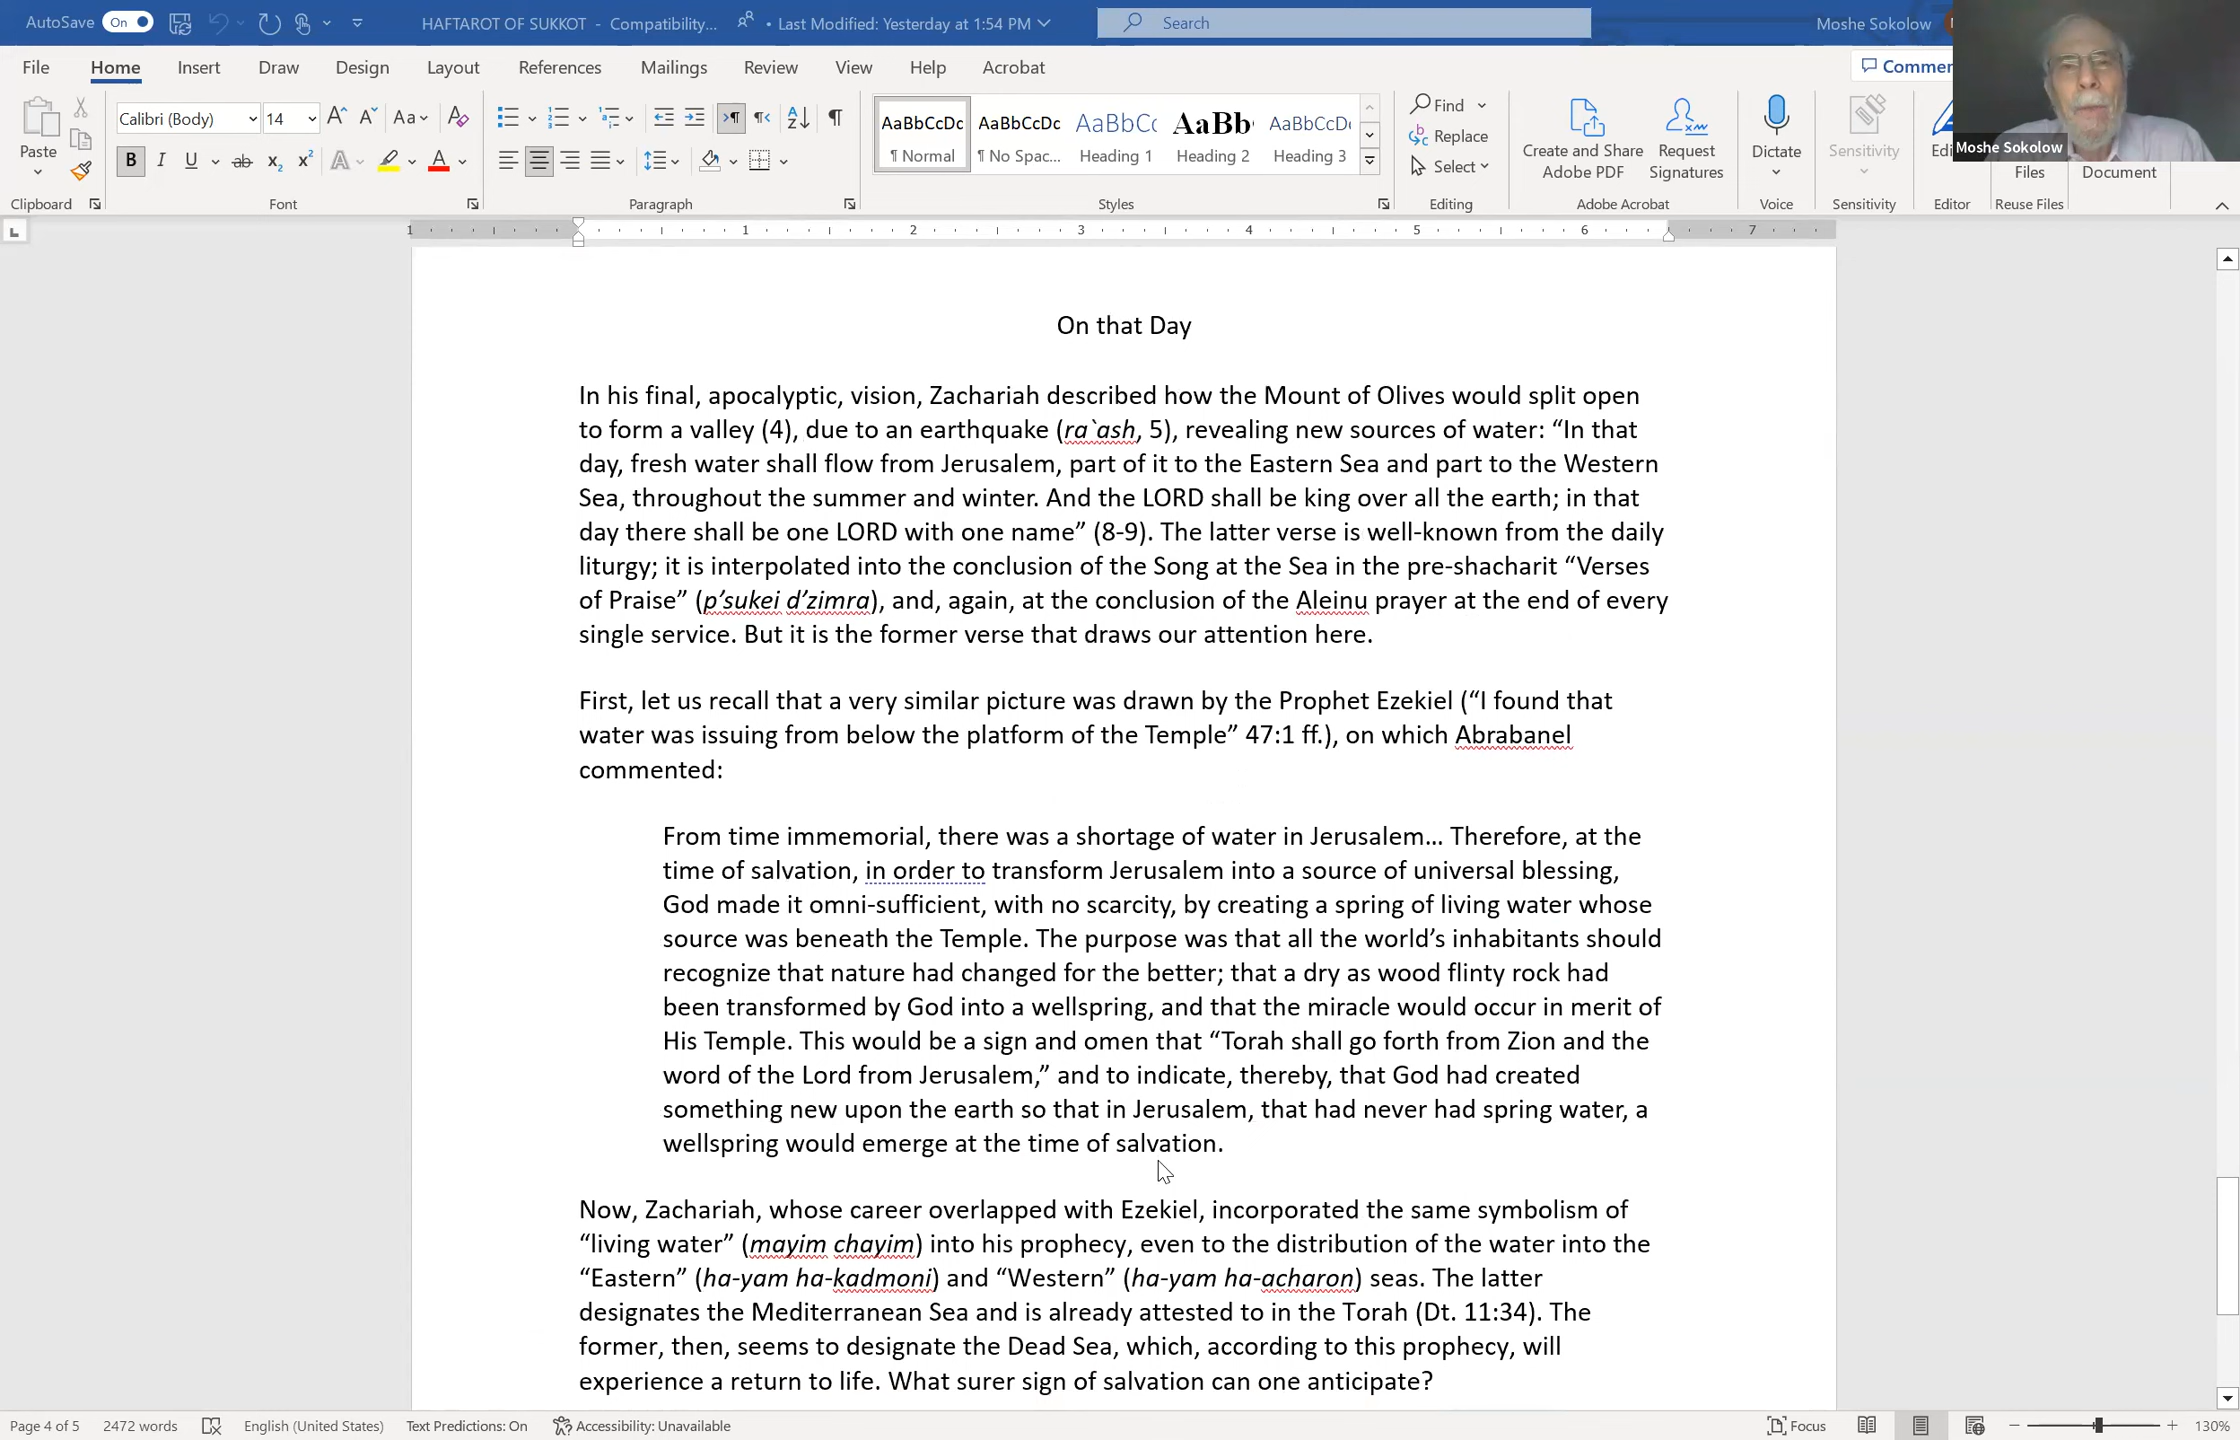 AutoSave On HAFTAROT OF SUKKOT - Compatibility... • Last Modified: Yesterday at 1:54 PM Search Moshe Sokolow
File Home Insert Draw Design Layout References Mailings Review View Help Acrobat
Paste Clipboard
Calibri (Body) 14 Aa B I U ab x₂ x² A A Font
Paragraph
AaBbCcDc ¶ Normal
AaBbCcDc ¶ No Spac...
AaBbCc Heading 1
AaBb Heading 2
AaBbCcD Heading 3
Styles
Find
Replace
Select
Editing
Create and Share Adobe PDF
Request Signatures
Adobe Acrobat
Dictate
Voice
Sensitivity
Sensitivity
Editor
Files
Reuse Files
Document
Moshe Sokolow
1 1 2 3 4 5 6 7
On that Day
In his final, apocalyptic, vision, Zachariah described how the Mount of Olives would split open
to form a valley (4), due to an earthquake (ra`ash, 5), revealing new sources of water: “In that
day, fresh water shall flow from Jerusalem, part of it to the Eastern Sea and part to the Western
Sea, throughout the summer and winter. And the LORD shall be king over all the earth; in that
day there shall be one LORD with one name” (8-9). The latter verse is well-known from the daily
liturgy; it is interpolated into the conclusion of the Song at the Sea in the pre-shacharit “Verses
of Praise” (p’sukei d’zimra), and, again, at the conclusion of the Aleinu prayer at the end of every
single service. But it is the former verse that draws our attention here.
First, let us recall that a very similar picture was drawn by the Prophet Ezekiel (“I found that
water was issuing from below the platform of the Temple” 47:1 ff.), on which Abrabanel
commented:
From time immemorial, there was a shortage of water in Jerusalem… Therefore, at the
time of salvation, in order to transform Jerusalem into a source of universal blessing,
God made it omni-sufficient, with no scarcity, by creating a spring of living water whose
source was beneath the Temple. The purpose was that all the world’s inhabitants should
recognize that nature had changed for the better; that a dry as wood flinty rock had
been transformed by God into a wellspring, and that the miracle would occur in merit of
His Temple. This would be a sign and omen that “Torah shall go forth from Zion and the
word of the Lord from Jerusalem,” and to indicate, thereby, that God had created
something new upon the earth so that in Jerusalem, that had never had spring water, a
wellspring would emerge at the time of salvation.
Now, Zachariah, whose career overlapped with Ezekiel, incorporated the same symbolism of
“living water” (mayim chayim) into his prophecy, even to the distribution of the water into the
“Eastern” (ha-yam ha-kadmoni) and “Western” (ha-yam ha-acharon) seas. The latter
designates the Mediterranean Sea and is already attested to in the Torah (Dt. 11:34). The
former, then, seems to designate the Dead Sea, which, according to this prophecy, will
experience a return to life. What surer sign of salvation can one anticipate?
Page 4 of 5 2472 words English (United States) Text Predictions: On Accessibility: Unavailable Focus 130%